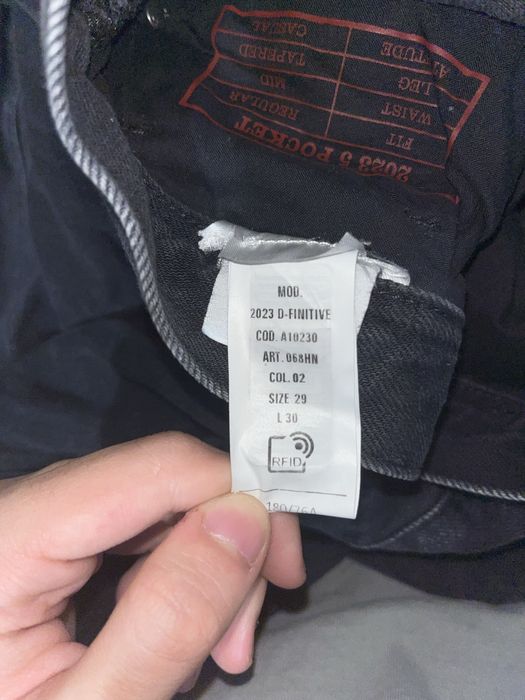 2023 5 POCKET
FIT REGULAR
WAIST MID
LEG TAPERED
ATTITUDE CASUAL
MOD.
2023 D-FINITIVE
COD. A10230
ART. 068HN
COL. 02
SIZE 29
L 30
RFID
180/76A